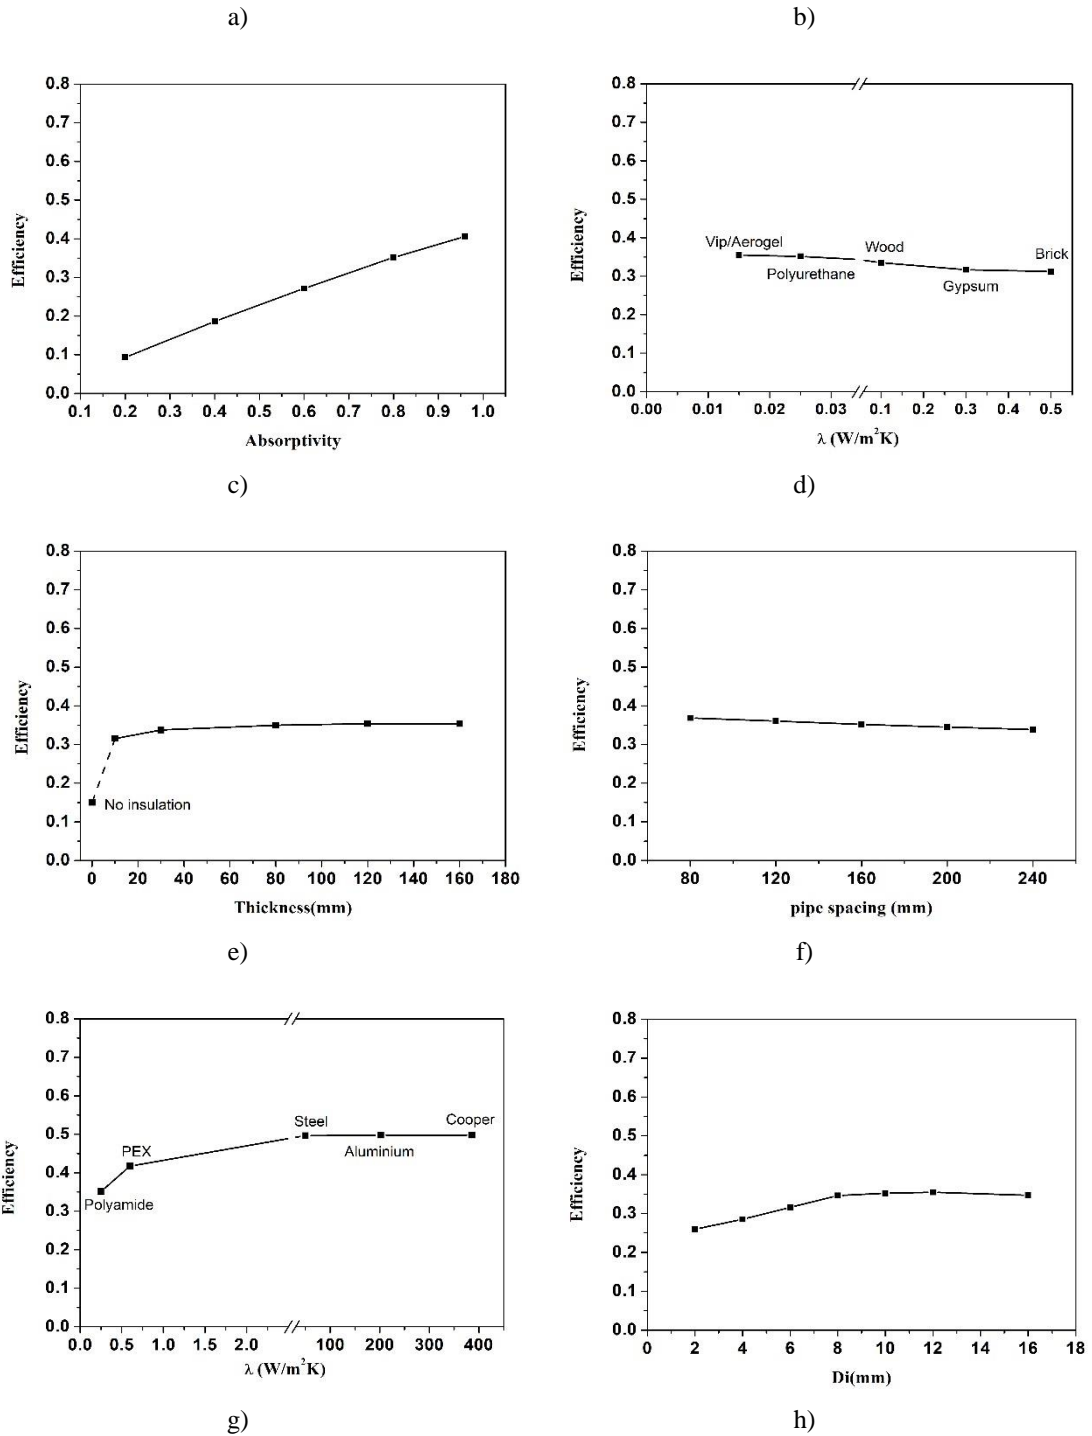 a)
b)
0.8
0.7
0.6
0.5
0.4
0.3
0.2
0.1
0.0
Efficiency
0.1 0.2 0.3 0.4 0.5 0.6 0.7 0.8 0.9 1.0
Absorptivity
0.8
0.7
0.6
0.5
0.4
0.3
0.2
0.1
0.0
Efficiency
Vip/Aerogel
Polyurethane
Wood
Gypsum
Brick
0.00 0.01 0.02 0.03 0.1 0.3 0.5
λ (W/m²K)
c)
d)
0.8
0.7
0.6
0.5
0.4
0.3
0.2
0.1
0.0
Efficiency
No insulation
0 20 40 60 80 100 120 140 160 180
Thickness(mm)
0.8
0.7
0.6
0.5
0.4
0.3
0.2
0.1
0.0
Efficiency
80 120 160 200 240
pipe spacing (mm)
e)
f)
0.8
0.7
0.6
0.5
0.4
0.3
0.2
0.1
0.0
Efficiency
Polyamide
PEX
Steel
Aluminium
Cooper
0.0 0.5 1.0 1.5 2.0 100 200 300 400
λ (W/m²K)
0.8
0.7
0.6
0.5
0.4
0.3
0.2
0.1
0.0
Efficiency
0 2 4 6 8 10 12 14 16 18
Di(mm)
g)
h)